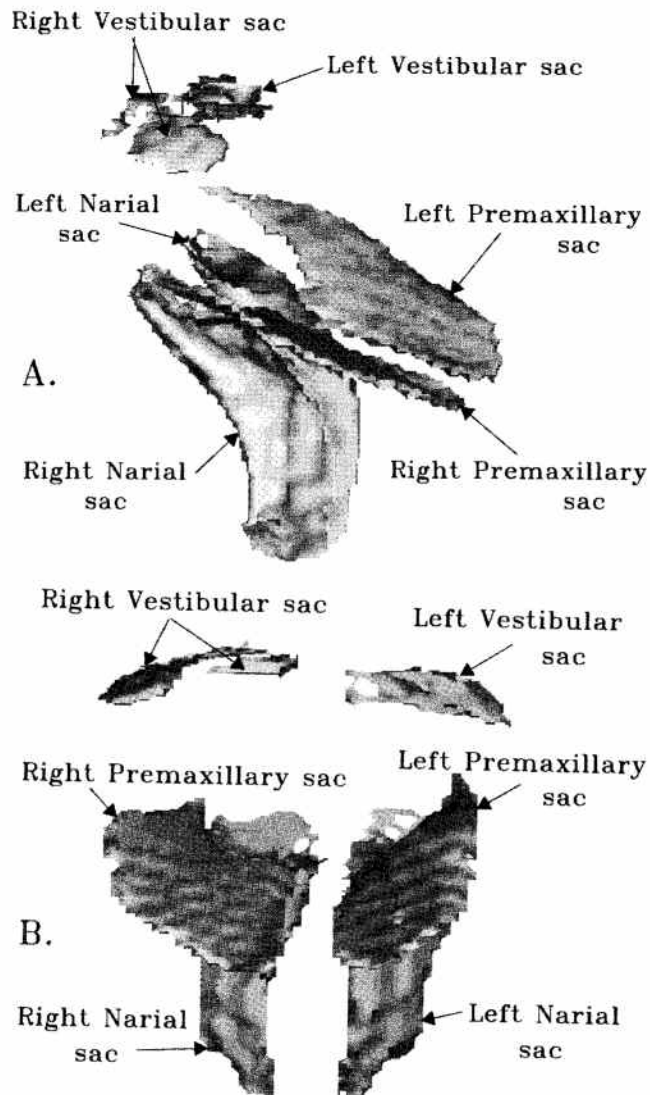 Right Vestibular sac
Left Vestibular sac
Left Narial
sac
Left Premaxillary
sac
A.
Right Narial
sac
Right Premaxillary
sac
Right Vestibular sac
Left Vestibular
sac
Right Premaxillary sac
Left Premaxillary
sac
B.
Right Narial
sac
Left Narial
sac